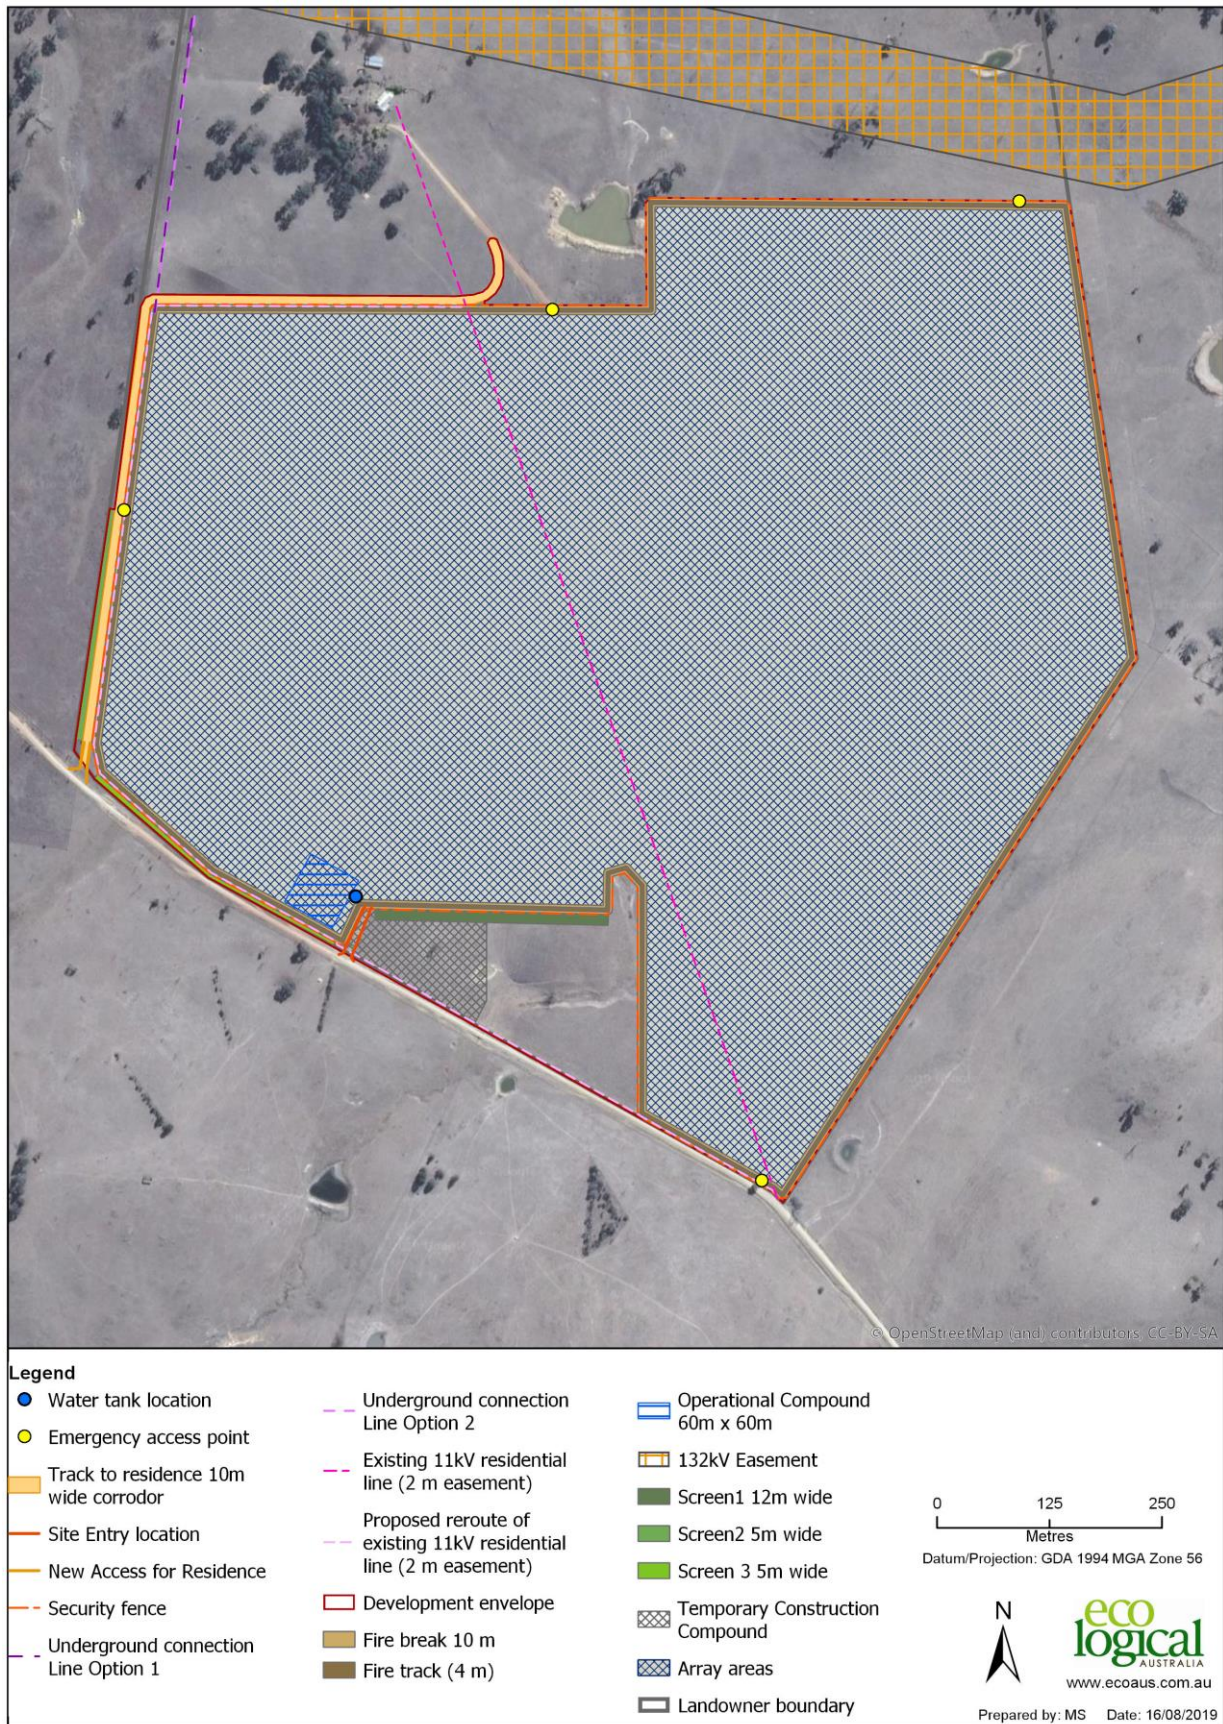 © OpenStreetMap (and) contributors, CC-BY-SA
Legend
Water tank location
Emergency access point
Track to residence 10m
wide corrodor
Site Entry location
New Access for Residence
Security fence
Underground connection
Line Option 1
Underground connection
Line Option 2
Existing 11kV residential
line (2 m easement)
Proposed reroute of
existing 11kV residential
line (2 m easement)
Development envelope
Fire break 10 m
Fire track (4 m)
Operational Compound
60m x 60m
132kV Easement
Screen1 12m wide
Screen2 5m wide
Screen 3 5m wide
Temporary Construction
Compound
Array areas
Landowner boundary
0 125 250
Metres
Datum/Projection: GDA 1994 MGA Zone 56
N
eco
logical
AUSTRALIA
www.ecoaus.com.au
Prepared by: MS Date: 16/08/2019